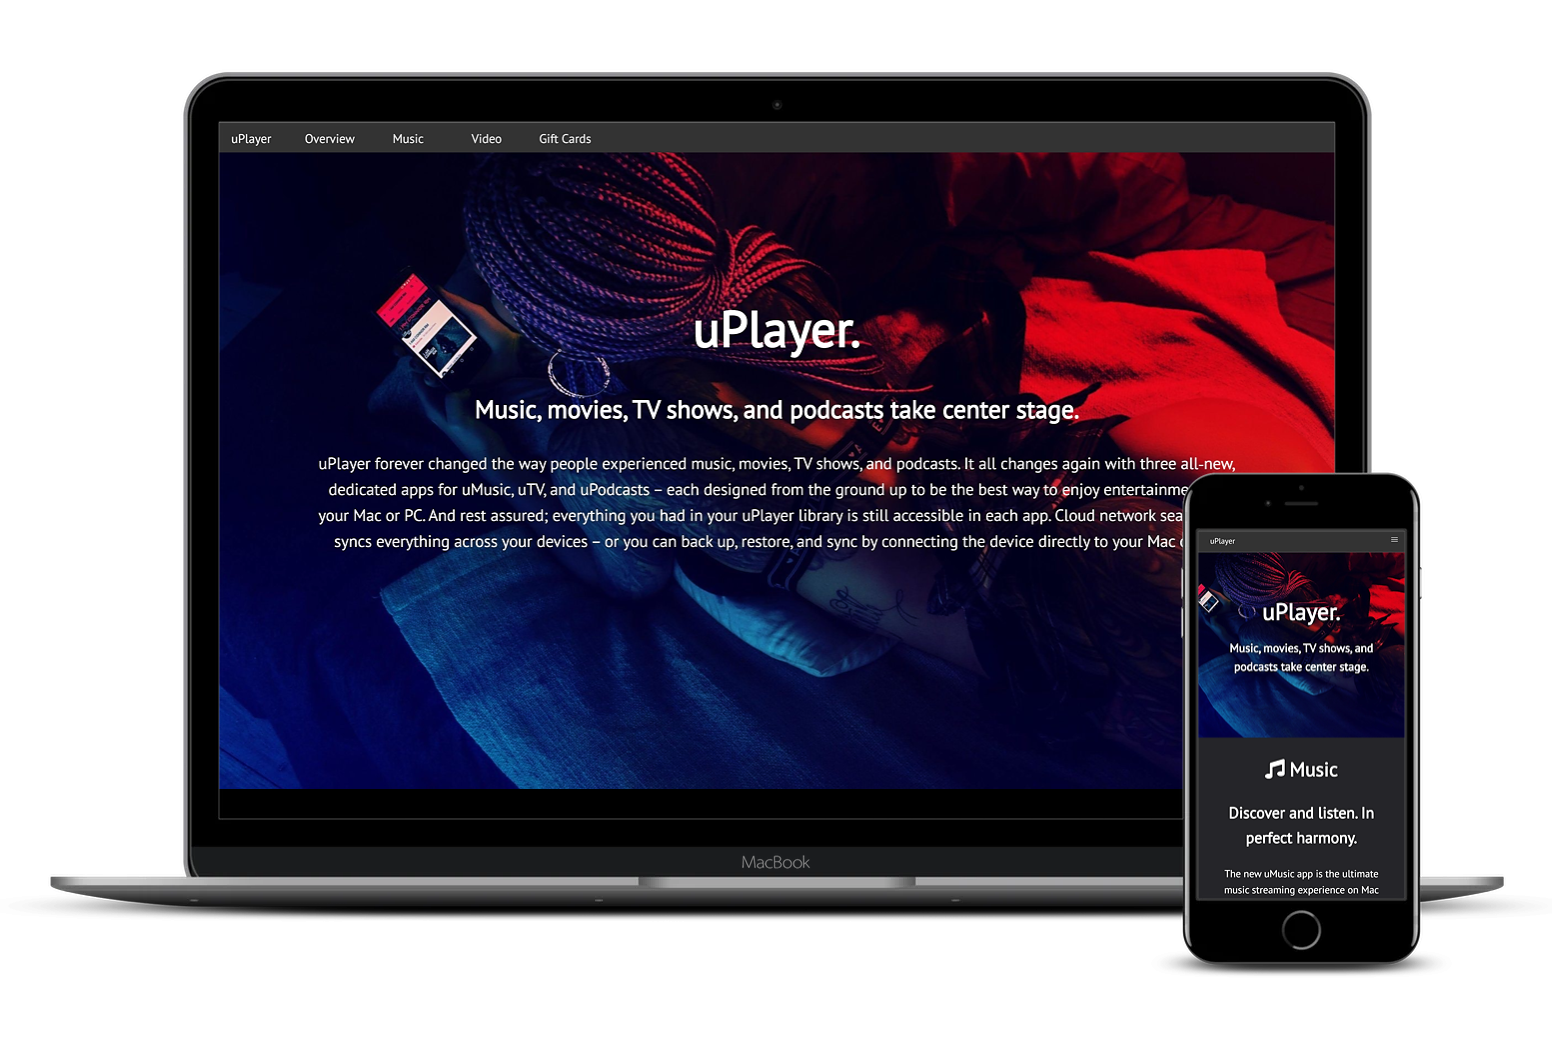 uPlayer Overview Music Video Gift Cards
uPlayer.
Music, movies, TV shows, and podcasts take center stage.
uPlayer forever changed the way people experienced music, movies, TV shows, and podcasts. It all changes again with three all-new,
dedicated apps for uMusic, uTV, and uPodcasts – each designed from the ground up to be the best way to enjoy
your Mac or PC. And rest assured; everything you had in your uPlayer library is still accessible in each app. Cloud network
syncs everything across your devices – or you can back up, restore, and sync by connecting the device directly to your Mac
MacBook
uPlayer
uPlayer.
Music, movies, TV shows, and
podcasts take center stage.
Music
Discover and listen. In
perfect harmony.
The new uMusic app is the ultimate
music streaming experience on Mac